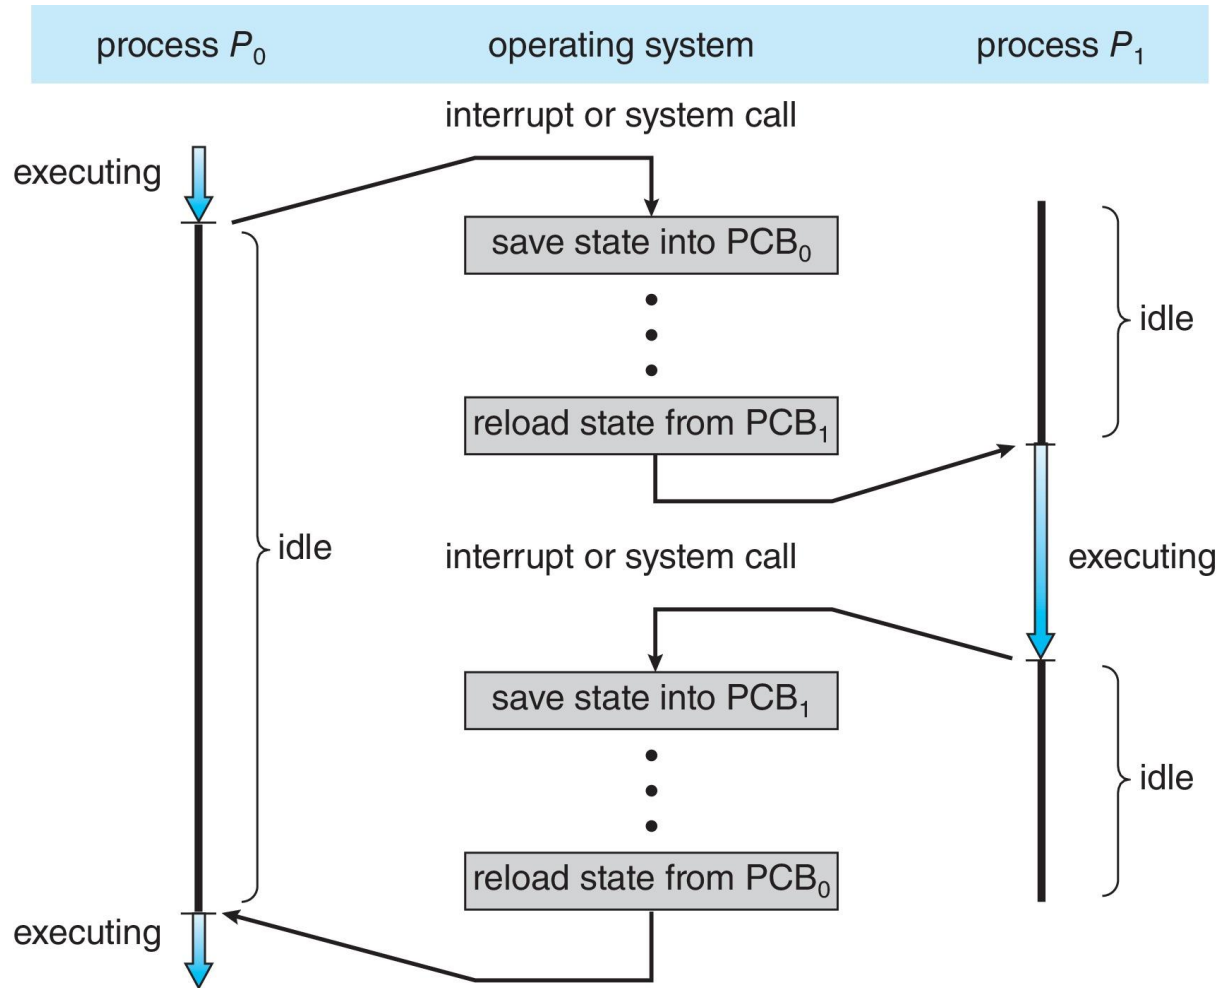 process P₀ operating system process P₁
interrupt or system call
executing
save state into PCB₀
idle
reload state from PCB₁
idle
interrupt or system call
executing
save state into PCB₁
idle
reload state from PCB₀
executing